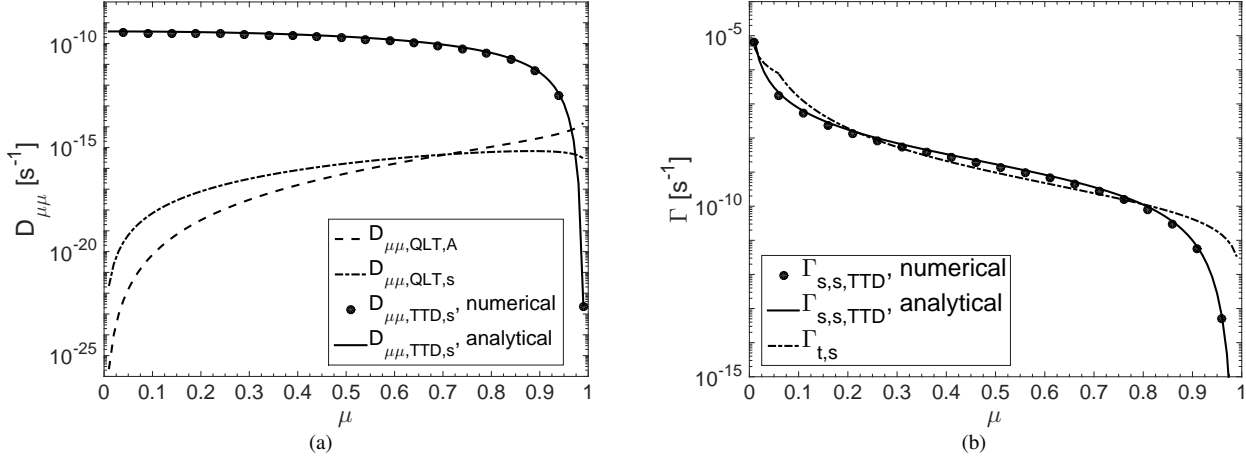 10^-10
10^-15
10^-20
10^-25
D_μμ [s^-1]
0 0.1 0.2 0.3 0.4 0.5 0.6 0.7 0.8 0.9 1
μ
D_μμ,QLT,A
D_μμ,QLT,s
D_μμ,TTD,s, numerical
D_μμ,TTD,s, analytical
(a)
10^-5
10^-10
10^-15
Γ [s^-1]
0 0.1 0.2 0.3 0.4 0.5 0.6 0.7 0.8 0.9 1
μ
Γ_s,s,TTD, numerical
Γ_s,s,TTD, analytical
Γ_t,s
(b)